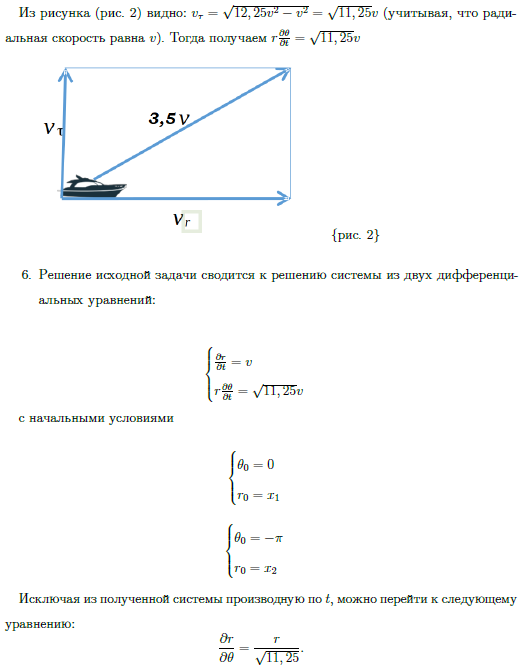 Из рисунка (рис. 2) видно: $v_\tau = \sqrt{12,25v^2 - v^2} = \sqrt{11,25}v$ (учитывая, что ради-
альная скорость равна $v$). Тогда получаем $r\frac{\partial\theta}{\partial t} = \sqrt{11,25}v$
$v_\tau$
3,5 v
$v_r$
{рис. 2}
6. Решение исходной задачи сводится к решению системы из двух дифференци-
альных уравнений:
$\begin{cases} \frac{\partial r}{\partial t} = v \\ r\frac{\partial\theta}{\partial t} = \sqrt{11,25}v \end{cases}$
с начальными условиями
$\begin{cases} \theta_0 = 0 \\ r_0 = x_1 \end{cases}$
$\begin{cases} \theta_0 = -\pi \\ r_0 = x_2 \end{cases}$
Исключая из полученной системы производную по $t$, можно перейти к следующему
уравнению:
$\frac{\partial r}{\partial\theta} = \frac{r}{\sqrt{11,25}}.$